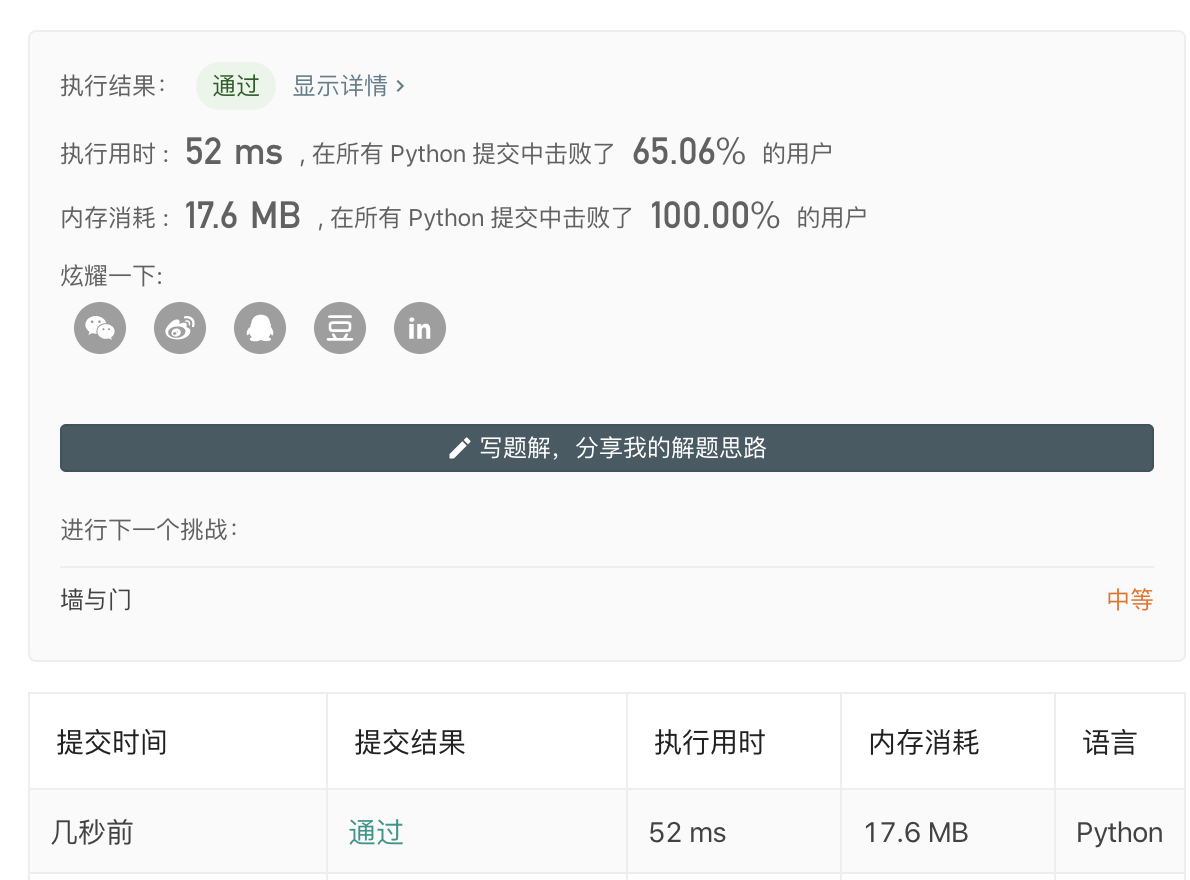 执行结果： 通过 显示详情 ›
执行用时： 52 ms ，在所有 Python 提交中击败了 65.06% 的用户
内存消耗： 17.6 MB ，在所有 Python 提交中击败了 100.00% 的用户
炫耀一下:
豆 in
写题解，分享我的解题思路
进行下一个挑战：
墙与门 中等
提交时间 提交结果 执行用时 内存消耗 语言
几秒前 通过 52 ms 17.6 MB Python